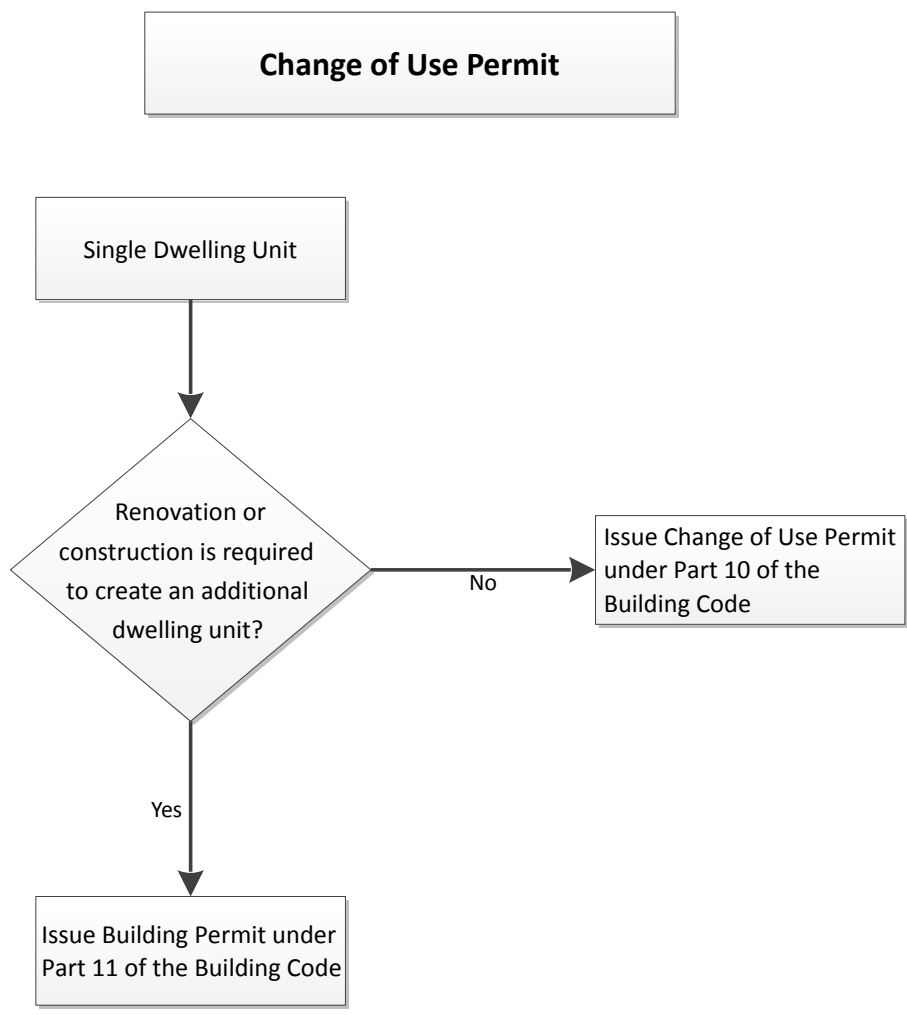 Change of Use Permit
Single Dwelling Unit
Renovation or
construction is required
to create an additional
dwelling unit?
No
Issue Change of Use Permit
under Part 10 of the
Building Code
Yes
Issue Building Permit under
Part 11 of the Building Code